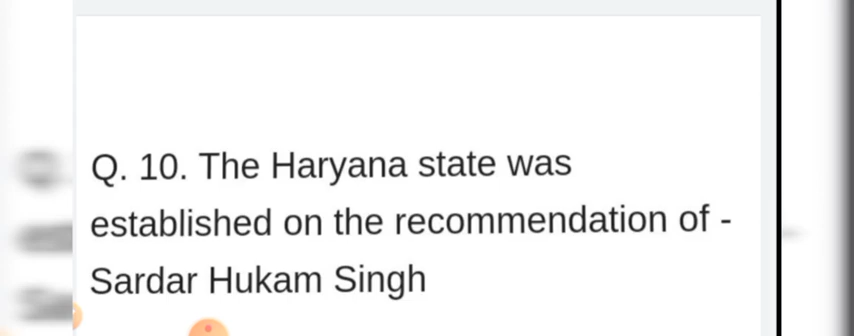 Q. 10. The Haryana state was
established on the recommendation of -
Sardar Hukam Singh